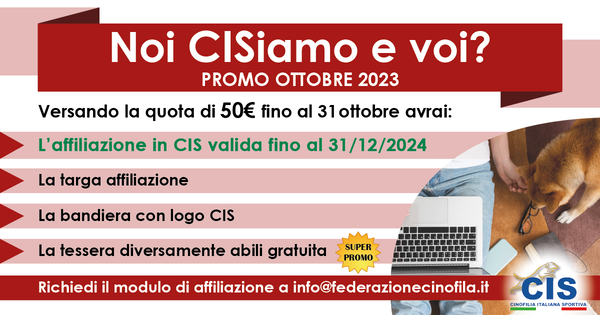 Noi CISiamo e voi?
PROMO OTTOBRE 2023
Versando la quota di 50€ fino al 31 ottobre avrai:
L'affiliazione in CIS valida fino al 31/12/2024
La targa affiliazione
La bandiera con logo CIS
La tessera diversamente abili gratuita
SUPER
PROMO
Richiedi il modulo di affiliazione a info@federazionecinofila.it
CIS
CINOFILIA ITALIANA SPORTIVA